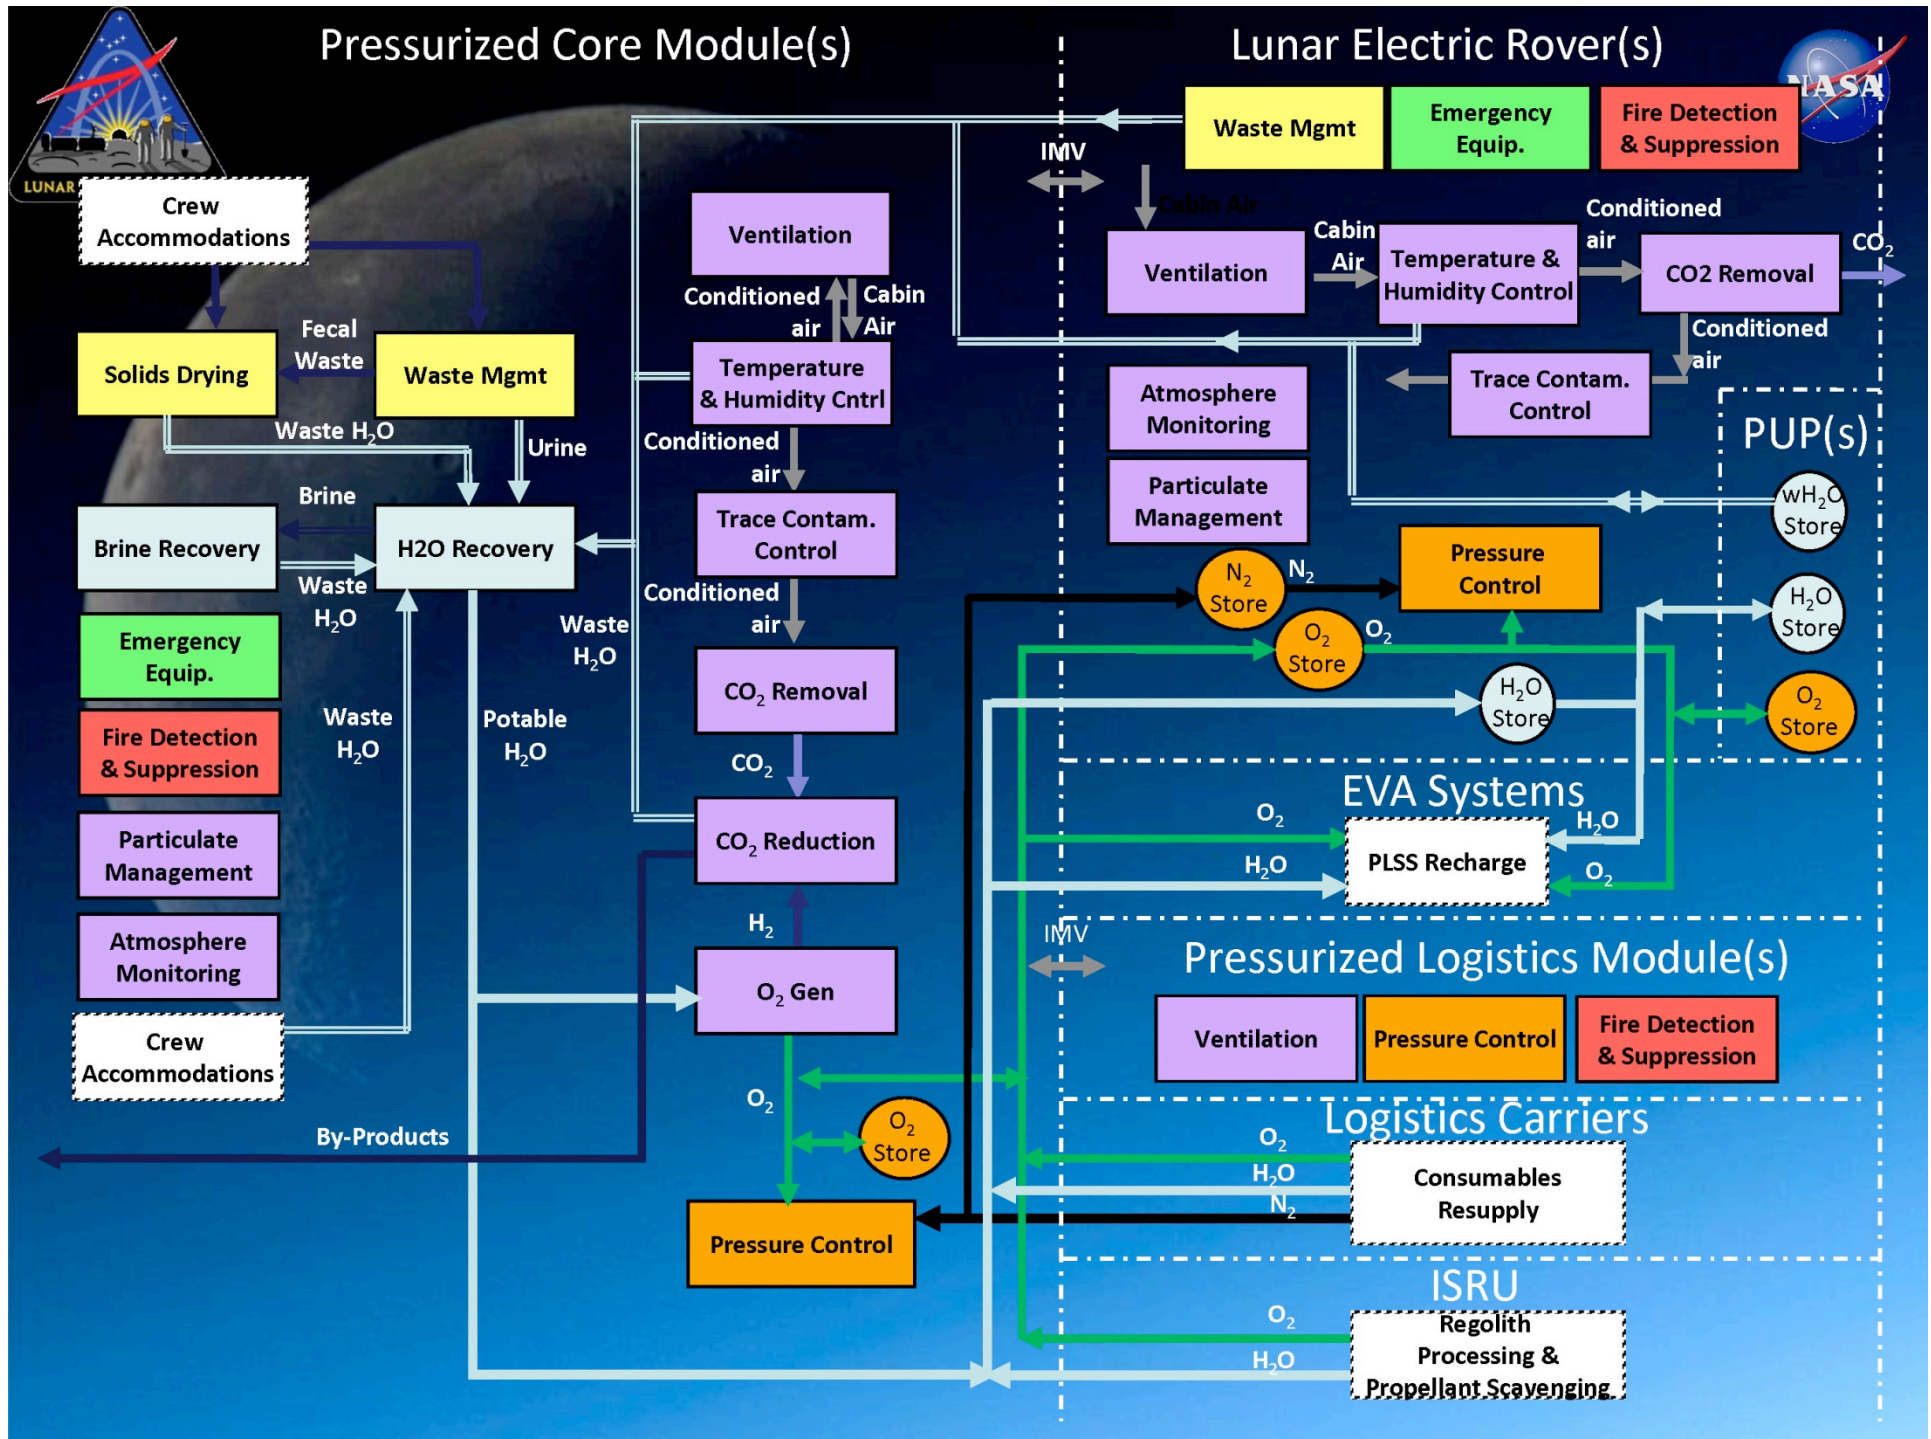 Pressurized Core Module(s)
Lunar Electric Rover(s)
NASA
LUNAR
Crew
Accommodations
Solids Drying
Fecal
Waste
Waste Mgmt
Waste H₂O
Urine
Brine Recovery
Brine
H2O Recovery
Waste
H₂O
Emergency
Equip.
Fire Detection
& Suppression
Particulate
Management
Atmosphere
Monitoring
Crew
Accommodations
Waste
H₂O
Potable
H₂O
By-Products
Ventilation
Conditioned
air
Cabin
Air
Temperature
& Humidity Cntrl
Conditioned
air
Trace Contam.
Control
Conditioned
air
Waste
H₂O
CO₂ Removal
CO₂
CO₂ Reduction
H₂
O₂ Gen
O₂
O₂
Store
Pressure Control
Waste Mgmt
Emergency
Equip.
Fire Detection
& Suppression
IMV
Cabin Air
Ventilation
Cabin
Air
Temperature &
Humidity Control
Conditioned
air
CO2 Removal
CO₂
Conditioned
air
Trace Contam.
Control
Atmosphere
Monitoring
Particulate
Management
PUP(s)
wH₂O
Store
H₂O
Store
O₂
Store
N₂
Store
N₂
Pressure
Control
O₂
Store
O₂
H₂O
Store
EVA Systems
O₂
H₂O
PLSS Recharge
H₂O
O₂
IMV
Pressurized Logistics Module(s)
Ventilation
Pressure Control
Fire Detection
& Suppression
Logistics Carriers
O₂
H₂O
N₂
Consumables
Resupply
ISRU
O₂
H₂O
Regolith
Processing &
Propellant Scavenging